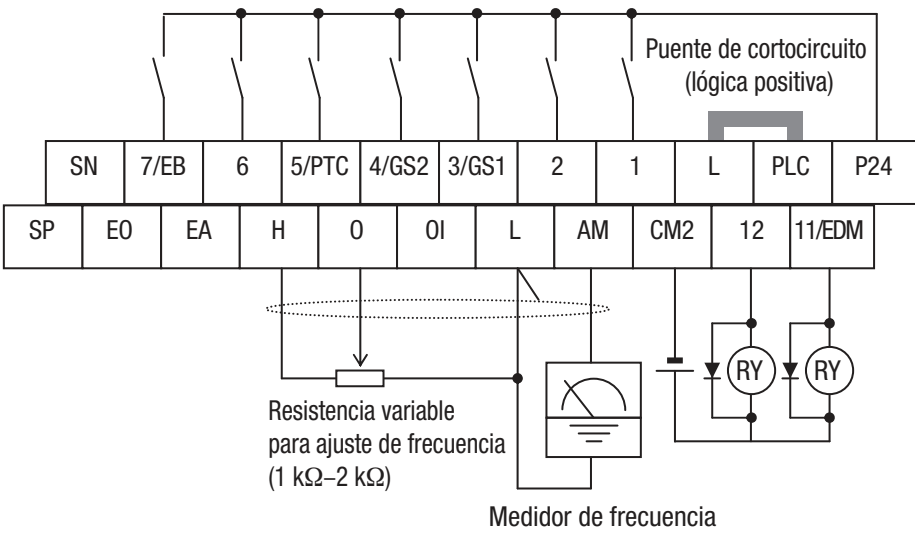 Puente de cortocircuito
(lógica positiva)
SN 7/EB 6 5/PTC 4/GS2 3/GS1 2 1 L PLC P24
SP EO EA H O OI L AM CM2 12 11/EDM
RY RY
Resistencia variable
para ajuste de frecuencia
(1 kΩ–2 kΩ)
Medidor de frecuencia